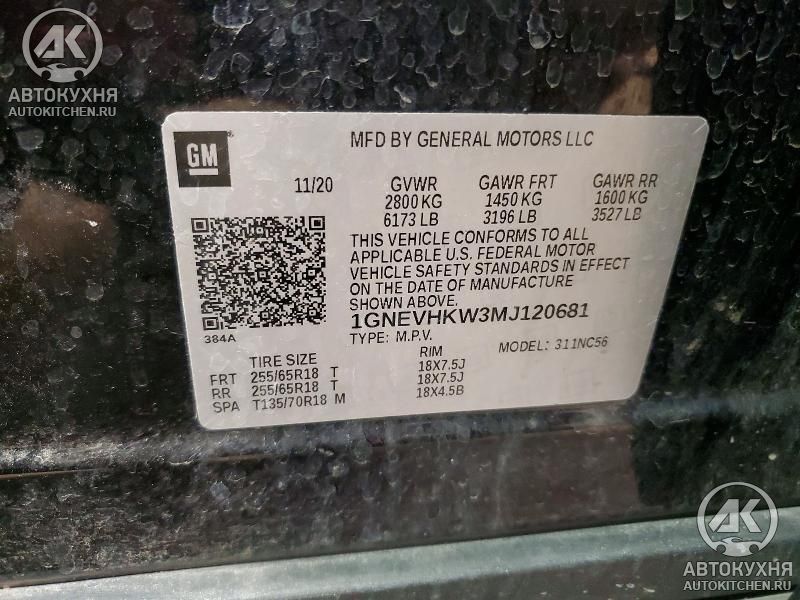 AK
АВТОКУХНЯ
AUTOKITCHEN.RU
GM
MFD BY GENERAL MOTORS LLC
11/20 GVWR GAWR FRT GAWR RR
2800 KG 1450 KG 1600 KG
6173 LB 3196 LB 3527 LB
THIS VEHICLE CONFORMS TO ALL
APPLICABLE U.S. FEDERAL MOTOR
VEHICLE SAFETY STANDARDS IN EFFECT
ON THE DATE OF MANUFACTURE
SHOWN ABOVE.
384A
1GNEVHKW3MJ120681
TYPE: M.P.V. MODEL: 311NC56
TIRE SIZE RIM
FRT 255/65R18 T 18X7.5J
RR 255/65R18 T 18X7.5J
SPA T135/70R18 M 18X4.5B
AK
АВТОКУХНЯ
AUTOKITCHEN.RU